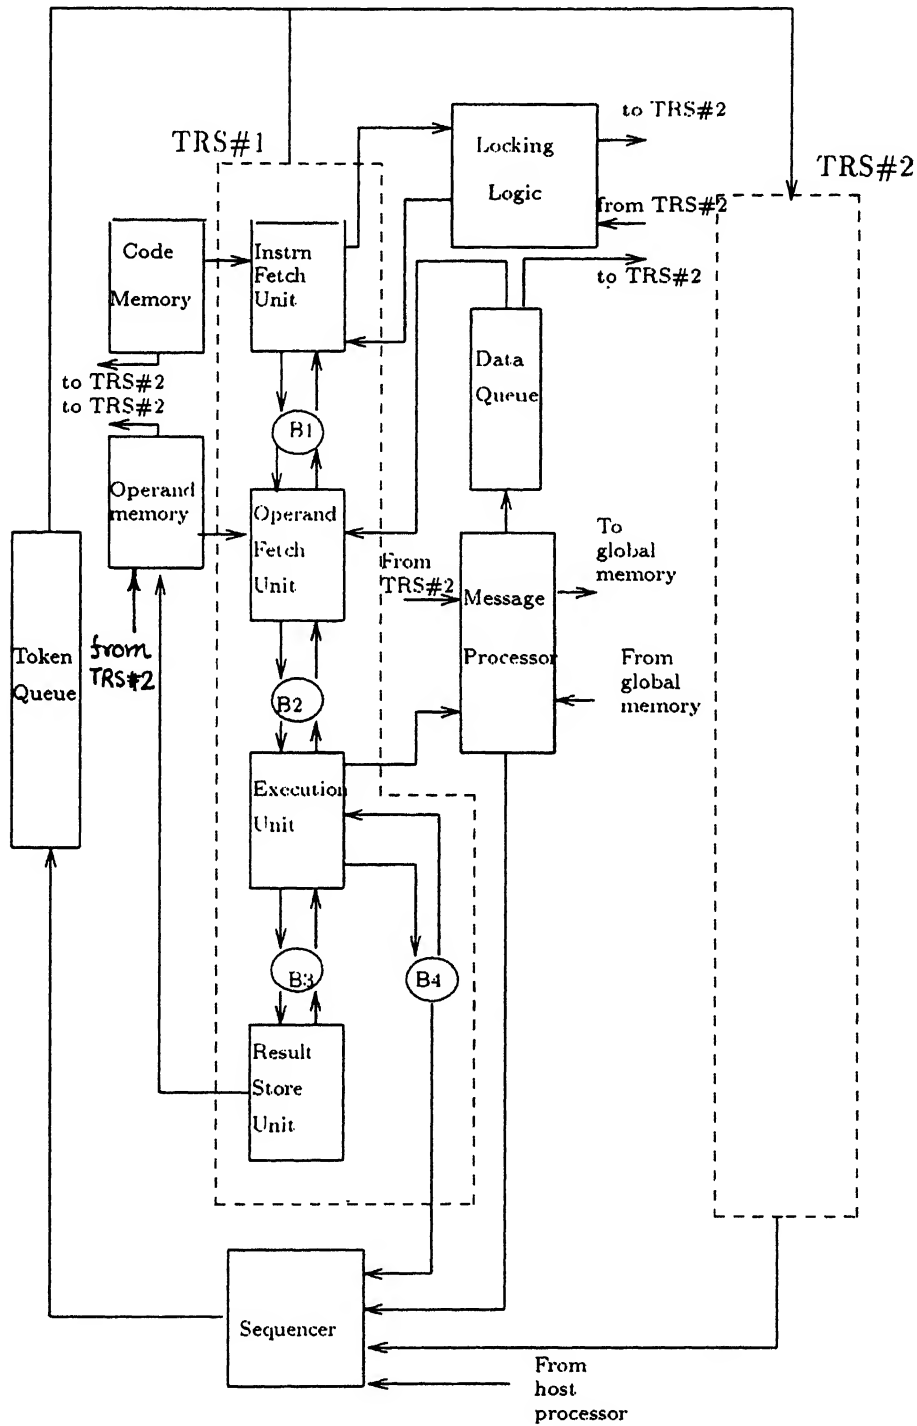 to TRS#2
TRS#1
Locking
Logic
TRS#2
from TRS#2
Code
Memory
Instrn
Fetch
Unit
to TRS#2
Data
Queue
to TRS#2
to TRS#2
B1
Operand
memory
Operand
Fetch
Unit
To
global
memory
From
TRS#2
Message
Processor
Token
Queue
from
TRS#2
From
global
memory
B2
Execution
Unit
B3
B4
Result
Store
Unit
Sequencer
From
host
processor